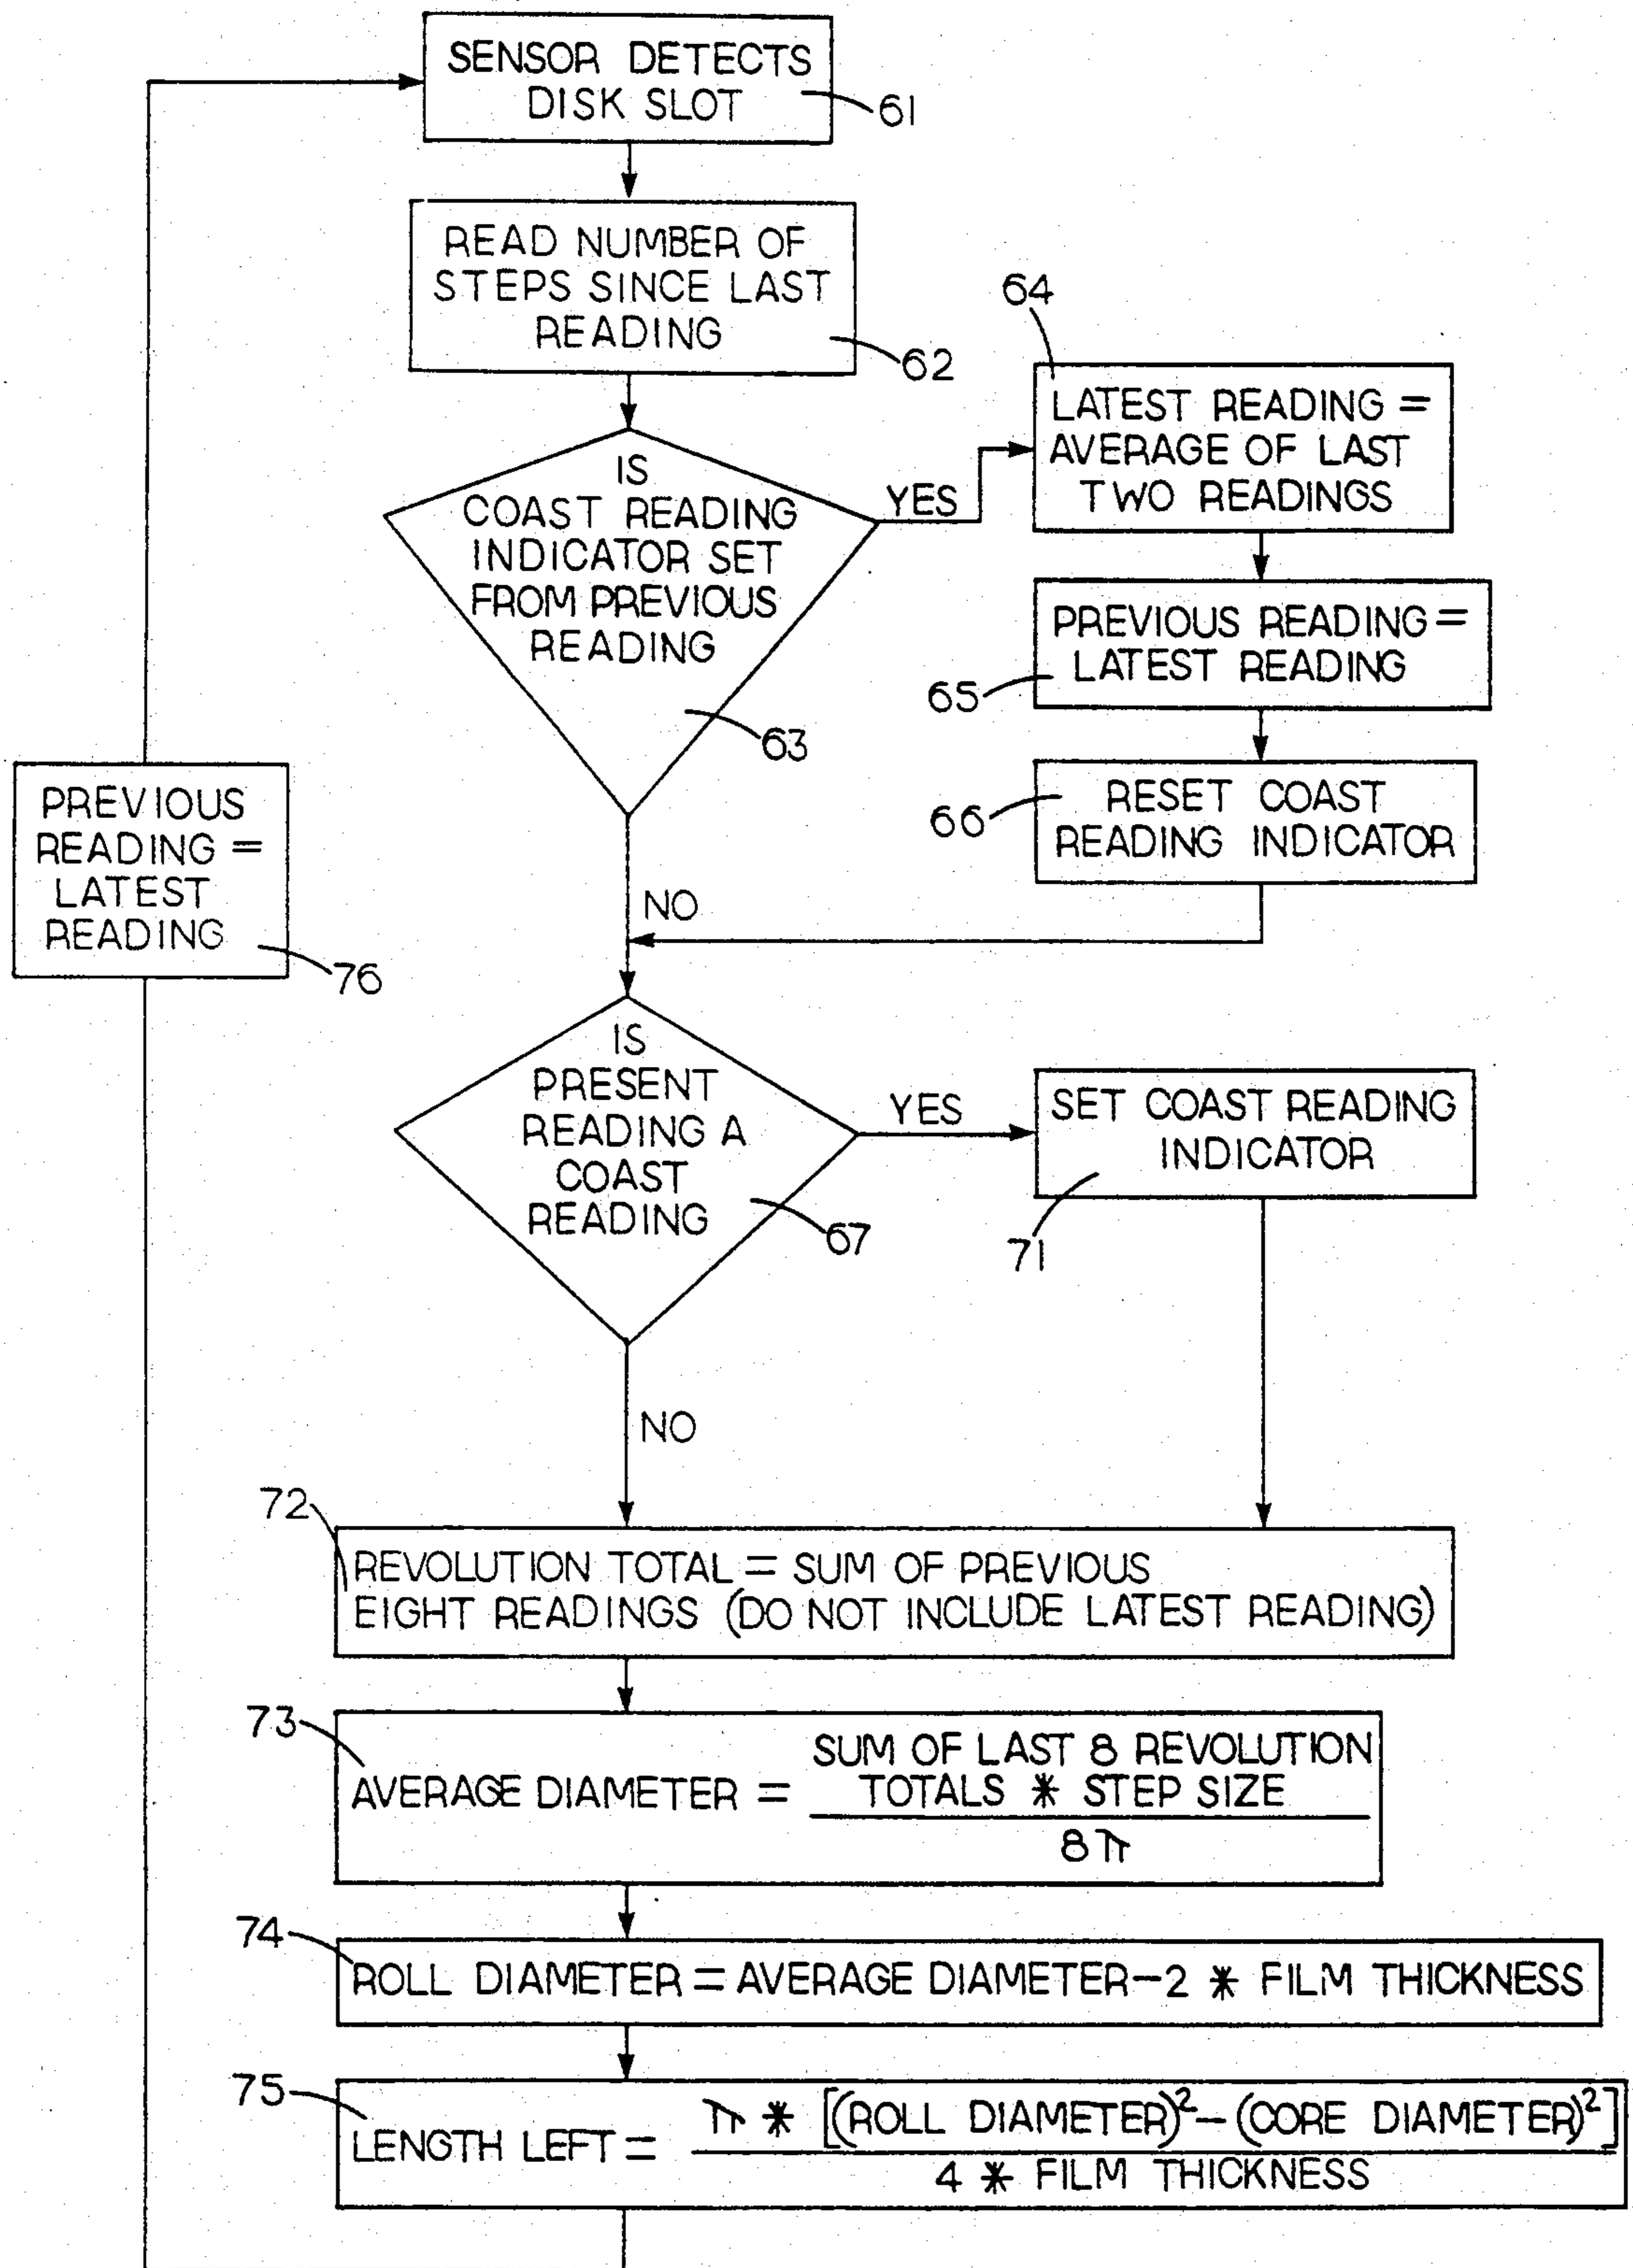 SENSOR DETECTS
DISK SLOT
61
READ NUMBER OF
STEPS SINCE LAST
READING
62
IS
COAST READING
INDICATOR SET
FROM PREVIOUS
READING
63
YES
64
LATEST READING =
AVERAGE OF LAST
TWO READINGS
PREVIOUS READING =
LATEST READING
65
RESET COAST
READING INDICATOR
66
NO
PREVIOUS
READING =
LATEST
READING
76
IS
PRESENT
READING A
COAST
READING
67
YES
SET COAST READING
INDICATOR
71
NO
72
REVOLUTION TOTAL = SUM OF PREVIOUS
EIGHT READINGS (DO NOT INCLUDE LATEST READING)
73
AVERAGE DIAMETER =
SUM OF LAST 8 REVOLUTION
TOTALS * STEP SIZE
8π
74
ROLL DIAMETER = AVERAGE DIAMETER-2 * FILM THICKNESS
75
LENGTH LEFT =
π * [(ROLL DIAMETER)² - (CORE DIAMETER)²]
4 * FILM THICKNESS